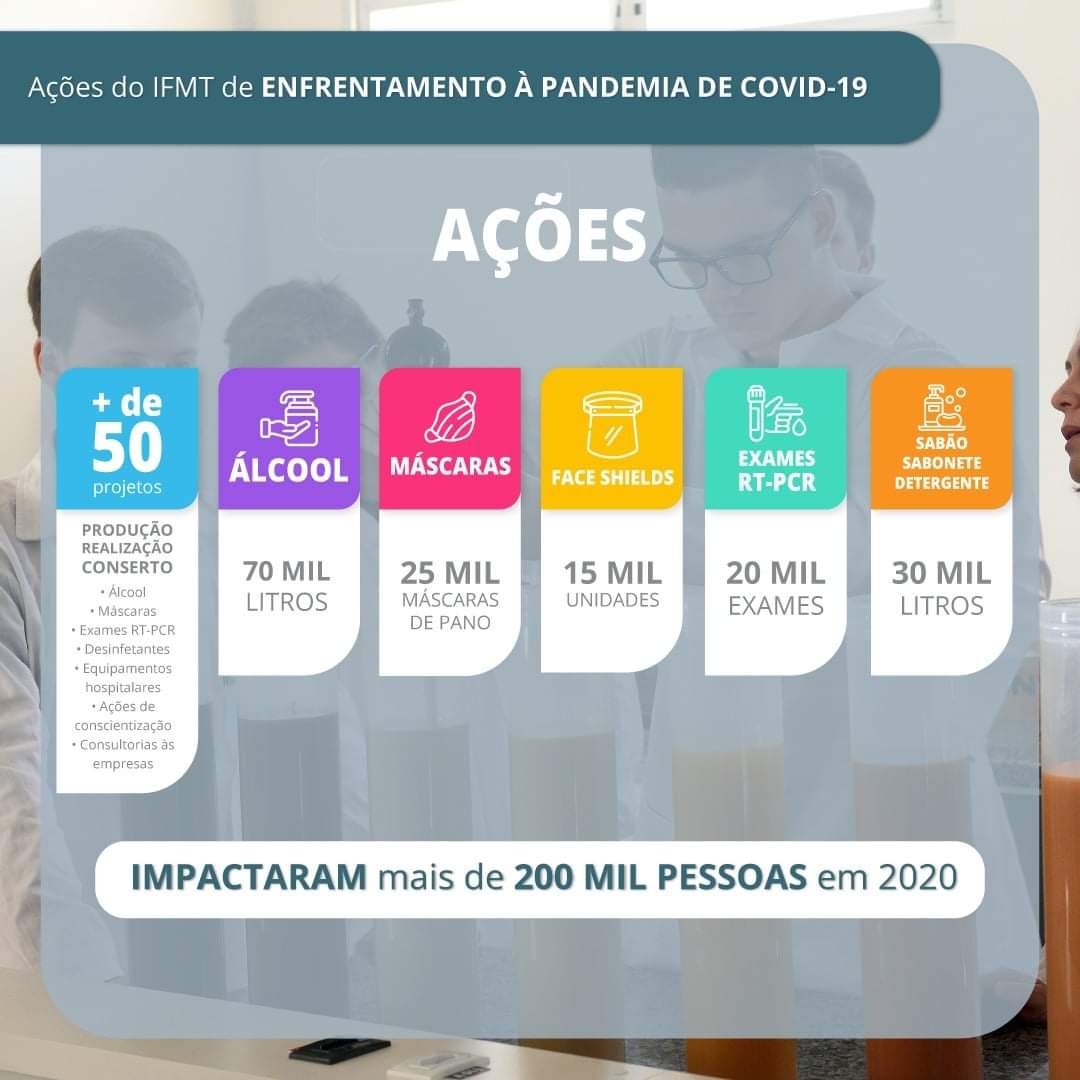 Ações do IFMT de ENFRENTAMENTO À PANDEMIA DE COVID-19
AÇÕES
+ de
50
projetos
PRODUÇÃO
REALIZAÇÃO
CONSERTO
• Álcool
• Máscaras
• Exames RT-PCR
• Desinfetantes
• Equipamentos
hospitalares
• Ações de
conscientização
• Consultorias às
empresas
ÁLCOOL
70 MIL
LITROS
MÁSCARAS
25 MIL
MÁSCARAS
DE PANO
FACE SHIELDS
15 MIL
UNIDADES
EXAMES
RT-PCR
20 MIL
EXAMES
SABÃO
SABONETE
DETERGENTE
30 MIL
LITROS
IMPACTARAM mais de 200 MIL PESSOAS em 2020